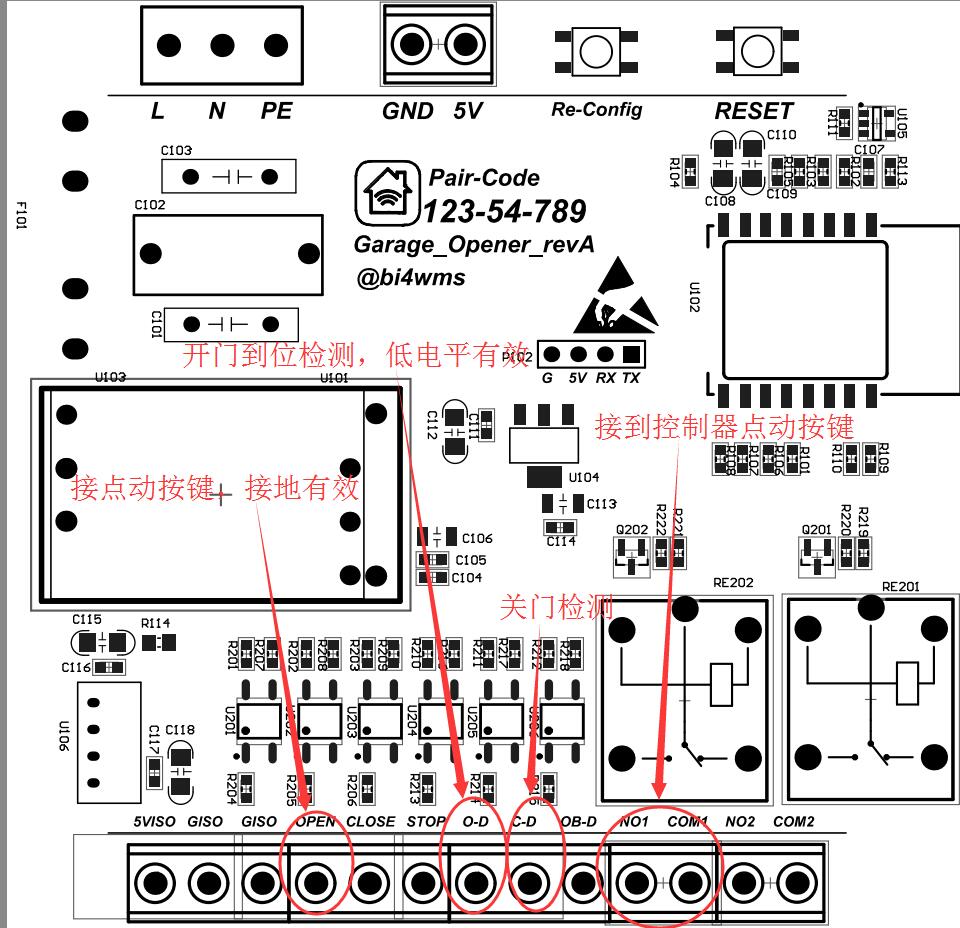 L N PE GND 5V Re-Config RESET
R111 U105
C110
C103 Pair-Code R104 R105 R103 R102 C107 R113
C108 C109
F101 C102 123-54-789
Garage_Opener_revA
@bi4wms
U102
C101
开门到位检测，低电平有效
P102
G 5V RX TX
U103 U101
C112 C111 接到控制器点动按键
R108 R107 R106 R101 R110 R109
接点动按键，接地有效
U104
C113
C114
C106
C105
C104
Q202 R222 R221 Q201 R220 R219
RE202 RE201
关门检测
C115 R114
C116
R201 R207 R202 R208 R203 R209 R210 R211 R217 R212 R218
U106 U201 U203 U204 U205
C117 C118
R204 R205 R206 R213 R214
5VISO GISO GISO OPEN CLOSE STOP O-D C-D OB-D NO1 COM1 NO2 COM2